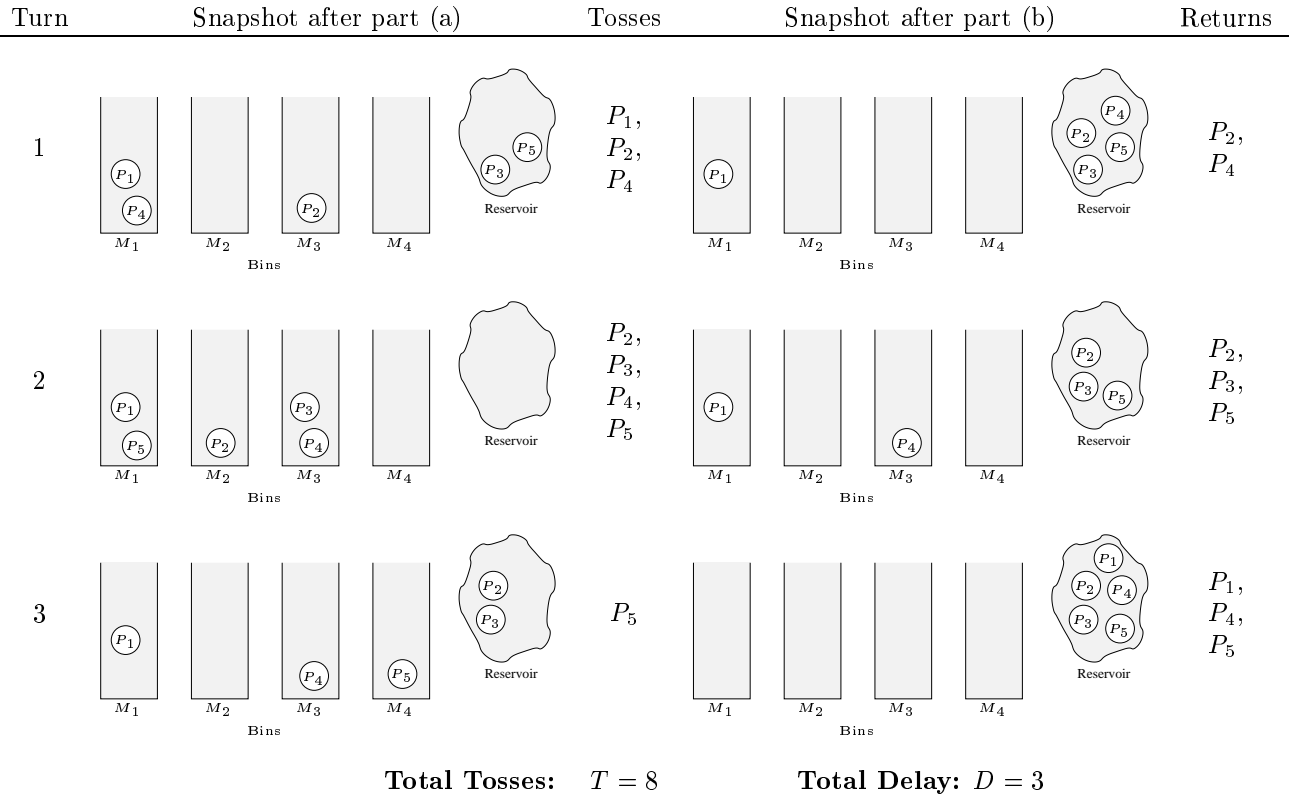 Turn Snapshot after part (a) Tosses Snapshot after part (b) Returns
1
P1 P4 P2 P3 P5
M1 M2 M3 M4
Bins
Reservoir
P1,
P2,
P4
P1 P4 P2 P5 P3
M1 M2 M3 M4
Bins
Reservoir
P2,
P4
2
P1 P5 P2 P3 P4
M1 M2 M3 M4
Bins
Reservoir
P2,
P3,
P4,
P5
P1 P4 P2 P3 P5
M1 M2 M3 M4
Bins
Reservoir
P2,
P3,
P5
3
P1 P4 P5 P2 P3
M1 M2 M3 M4
Bins
Reservoir
P5
P1 P2 P4 P3 P5
M1 M2 M3 M4
Bins
Reservoir
P1,
P4,
P5
Total Tosses: T = 8 Total Delay: D = 3